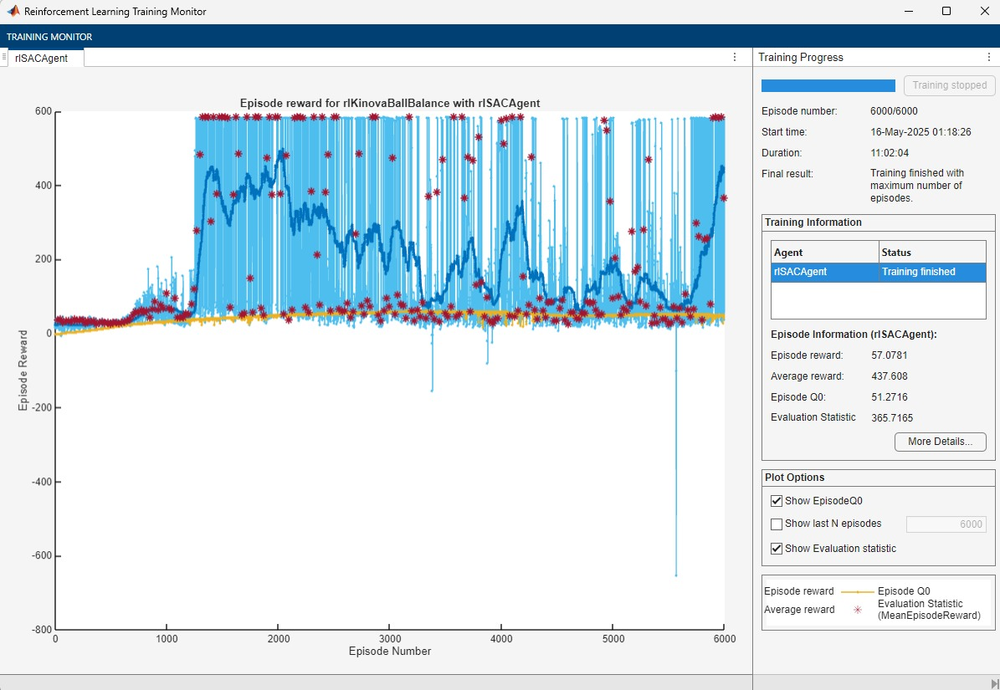 Reinforcement Learning Training Monitor
TRAINING MONITOR
rlSACAgent
Episode reward for rlKinovaBallBalance with rlSACAgent
600
400
200
0
-200
-400
-600
-800
Episode Reward
0
1000
2000
3000
4000
5000
6000
Episode Number
Training Progress
Training stopped
Episode number: 6000/6000
Start time: 16-May-2025 01:18:26
Duration: 11:02:04
Final result: Training finished with
maximum number of
episodes.
Training Information
Agent Status
rlSACAgent Training finished
Episode Information (rlSACAgent):
Episode reward: 57.0781
Average reward: 437.608
Episode Q0: 51.2716
Evaluation Statistic 365.7165
More Details...
Plot Options
Show EpisodeQ0
Show last N episodes 6000
Show Evaluation statistic
Episode reward Episode Q0
Average reward Evaluation Statistic
(MeanEpisodeReward)